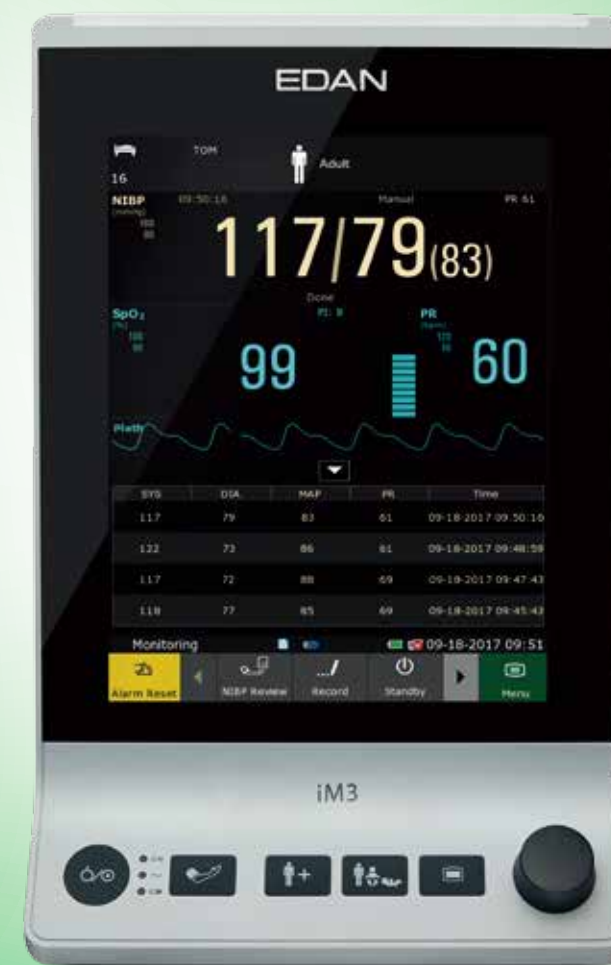 EDAN
TOM
Adult
16
NIBP 09:50:16 Manual PR 61
(mmHg)
117/79(83)
Done
SpO₂ PI: 8 PR
(%)
99
60
Pleth
SYS DIA MAP PR Time
117 79 83 61 09-18-2017 09:50:16
122 73 86 61 09-18-2017 09:48:59
117 72 88 69 09-18-2017 09:47:43
118 77 85 69 09-18-2017 09:45:43
Monitoring 09-18-2017 09:51
Alarm Reset NIBP Review Record Standby Menu
iM3